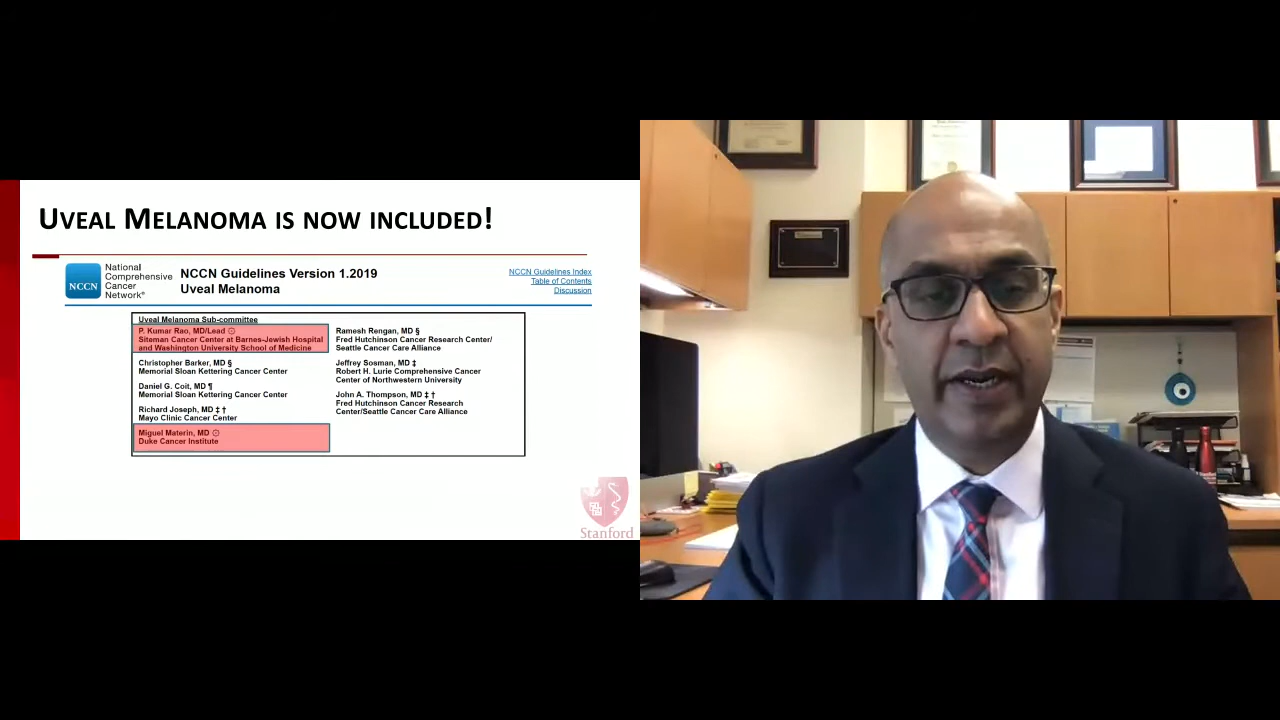 UVEAL MELANOMA IS NOW INCLUDED!
NCCN
National
Comprehensive
Cancer
Network®
NCCN Guidelines Version 1.2019
Uveal Melanoma
NCCN Guidelines Index
Table of Contents
Discussion
Uveal Melanoma Sub-committee
P. Kumar Rao, MD/Lead
Siteman Cancer Center at Barnes-Jewish Hospital
and Washington University School of Medicine
Christopher Barker, MD §
Memorial Sloan Kettering Cancer Center
Daniel G. Coit, MD ¶
Memorial Sloan Kettering Cancer Center
Richard Joseph, MD ‡ †
Mayo Clinic Cancer Center
Miguel Materin, MD
Duke Cancer Institute
Ramesh Rengan, MD §
Fred Hutchinson Cancer Research Center/
Seattle Cancer Care Alliance
Jeffrey Sosman, MD ‡
Robert H. Lurie Comprehensive Cancer
Center of Northwestern University
John A. Thompson, MD ‡ †
Fred Hutchinson Cancer Research
Center/Seattle Cancer Care Alliance
Stanford